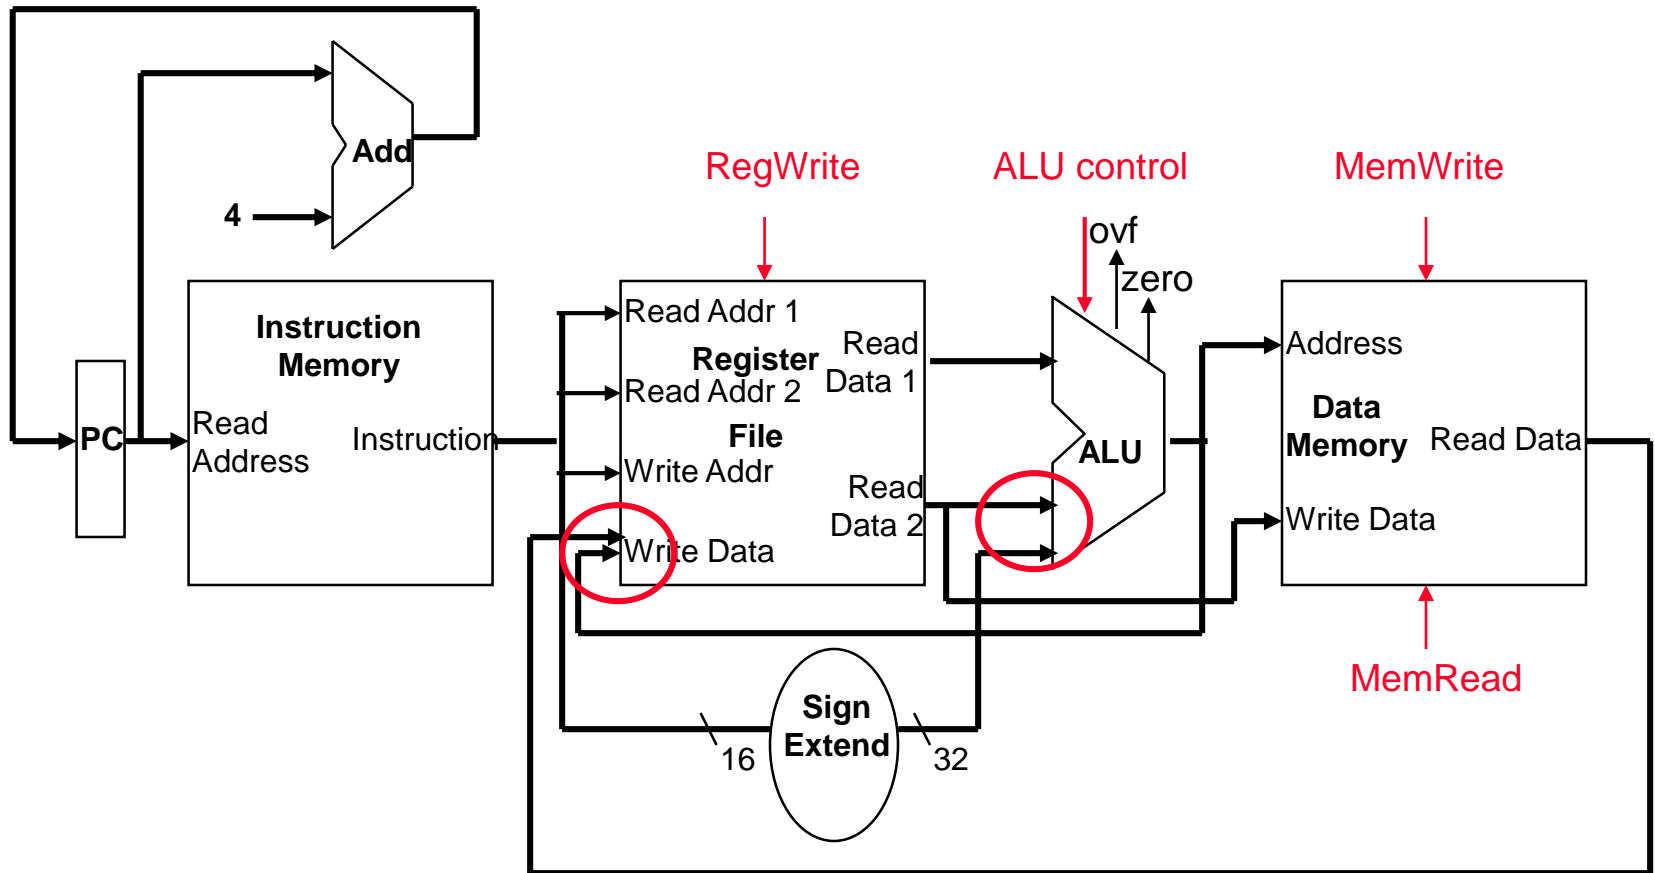 Add
RegWrite
ALU control
MemWrite
4
ovf
zero
Instruction
Memory
Read Addr 1
Register
Read
Data 1
Read Addr 2
File
Write Addr
Read
Data 2
Write Data
PC
Read
Address
Instruction
ALU
Address
Data
Memory
Read Data
Write Data
MemRead
Sign
Extend
16
32